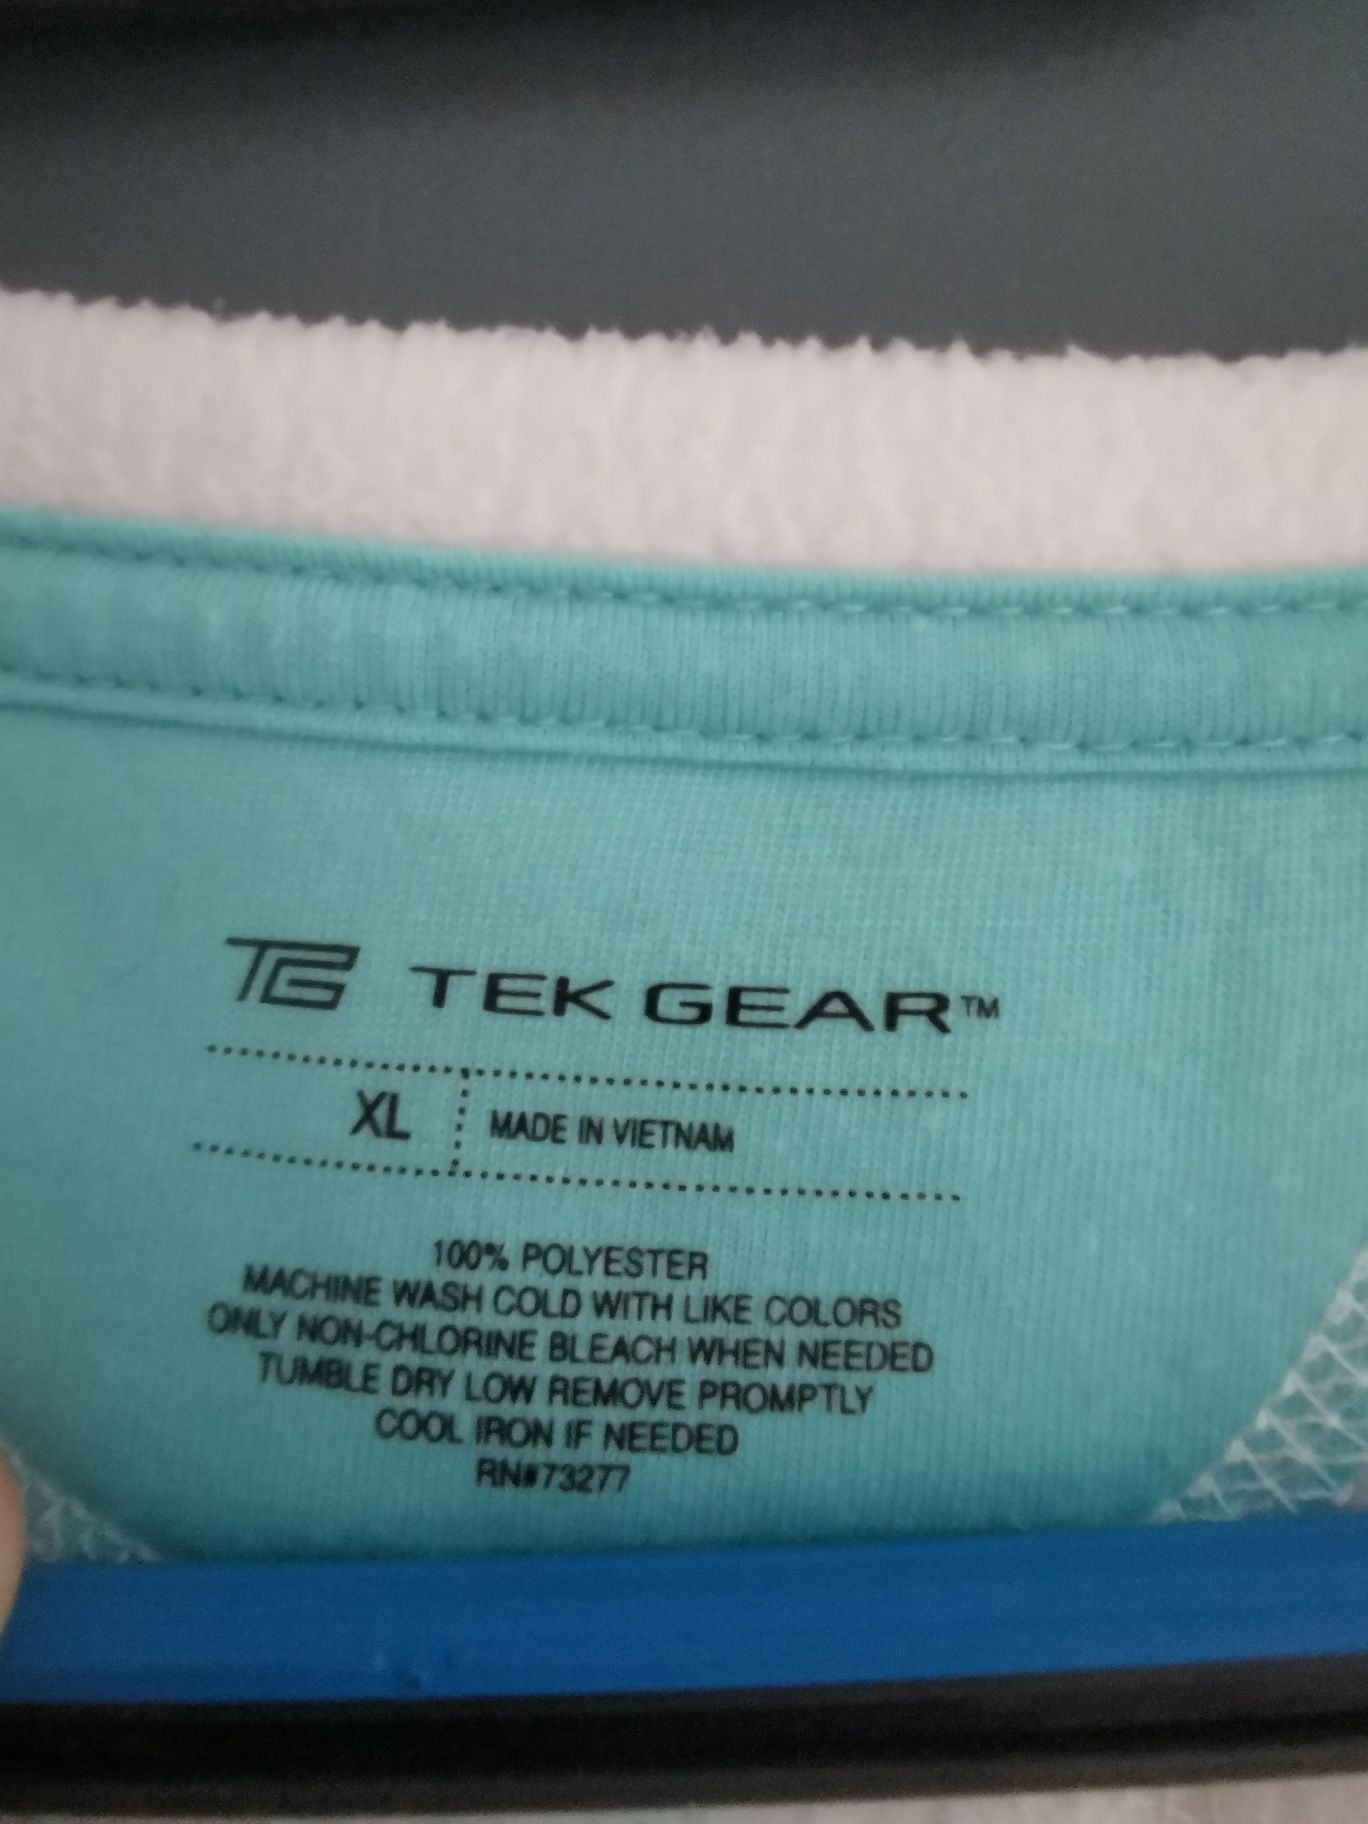 TG TEK GEAR™
XL MADE IN VIETNAM
100% POLYESTER
MACHINE WASH COLD WITH LIKE COLORS
ONLY NON-CHLORINE BLEACH WHEN NEEDED
TUMBLE DRY LOW REMOVE PROMPTLY
COOL IRON IF NEEDED
RN#73277